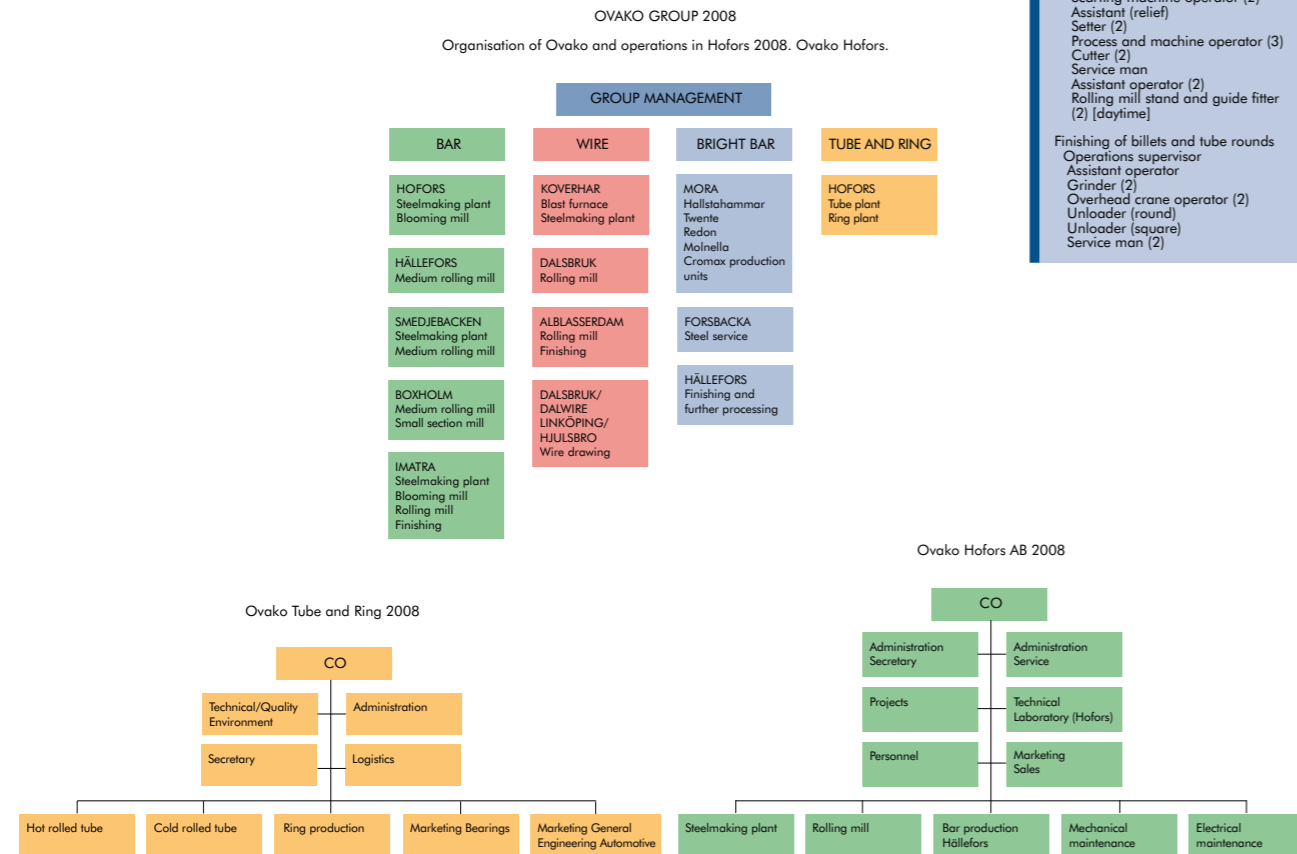 OVAKO GROUP 2008
Organisation of Ovako and operations in Hofors 2008. Ovako Hofors.
GROUP MANAGEMENT
BAR
HOFORS
Steelmaking plant
Blooming mill
HÄLLEFORS
Medium rolling mill
SMEDJEBACKEN
Steelmaking plant
Medium rolling mill
BOXHOLM
Medium rolling mill
Small section mill
IMATRA
Steelmaking plant
Blooming mill
Rolling mill
Finishing
WIRE
KOVERHAR
Blast furnace
Steelmaking plant
DALSBRUK
Rolling mill
ALBLASSERDAM
Rolling mill
Finishing
DALSBRUK/
DALWIRE
LINKÖPING/
HJULSBRO
Wire drawing
BRIGHT BAR
MORA
Hallstahammar
Twente
Redon
Molnella
Cromax production
units
FORSBACKA
Steel service
HÄLLEFORS
Finishing and
further processing
TUBE AND RING
HOFORS
Tube plant
Ring plant
machine operator (2)
Assistant (relief)
Setter (2)
Process and machine operator (3)
Cutter (2)
Service man
Assistant operator (2)
Rolling mill stand and guide fitter
(2) [daytime]
Finishing of billets and tube rounds
Operations supervisor
Assistant operator
Grinder (2)
Overhead crane operator (2)
Unloader (round)
Unloader (square)
Service man (2)
Ovako Tube and Ring 2008
CO
Technical/Quality
Environment
Administration
Secretary
Logistics
Hot rolled tube
Cold rolled tube
Ring production
Marketing Bearings
Marketing General
Engineering Automotive
Ovako Hofors AB 2008
CO
Administration
Secretary
Administration
Service
Projects
Technical
Laboratory (Hofors)
Personnel
Marketing
Sales
Steelmaking plant
Rolling mill
Bar production
Hällefors
Mechanical
maintenance
Electrical
maintenance